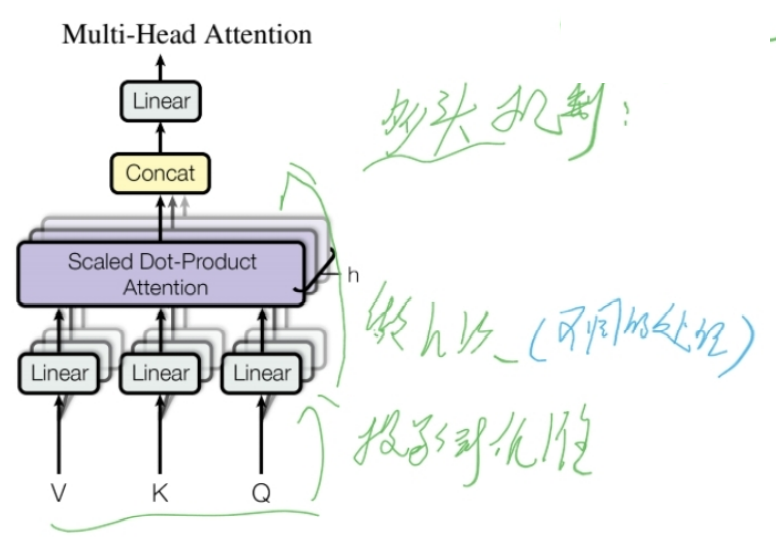 Multi-Head Attention
Linear
多头机制:
Concat
Scaled Dot-Product
Attention
h
做h次 (不同的处理)
Linear
Linear
Linear
投影到低维
V
K
Q